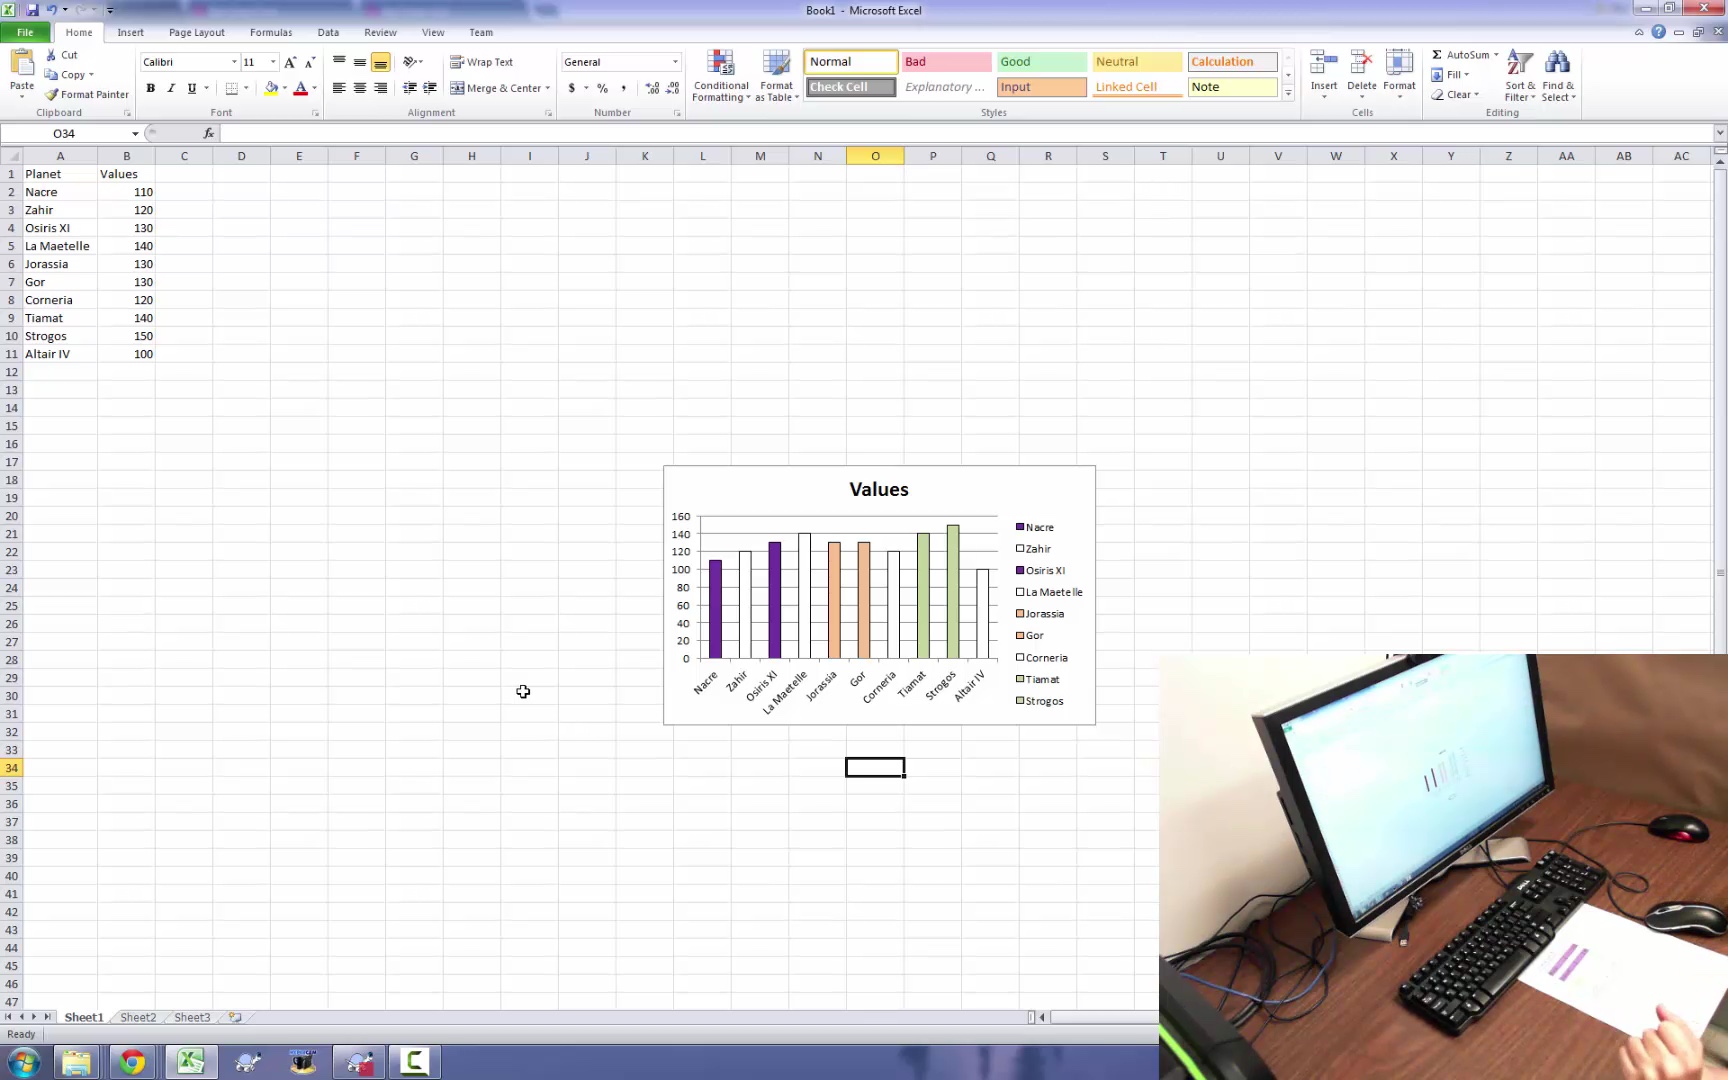 Book1 - Microsoft Excel
File Home Insert Page Layout Formulas Data Review View Team
Cut
Copy
Format Painter
Paste
Clipboard
Calibri 11
B I U
Font
Wrap Text
Merge & Center
Alignment
General
$ % ,
Number
Conditional Formatting
Format as Table
Normal Bad Good Neutral Calculation
Check Cell Explanatory ... Input Linked Cell Note
Styles
Insert Delete Format
Cells
AutoSum
Fill
Clear
Sort & Filter
Find & Select
Editing
O34 fx
A B C D E F G H I J K L M N O P Q R S T U V W X Y Z AA AB AC
1 Planet Values
2 Nacre 110
3 Zahir 120
4 Osiris XI 130
5 La Maetelle 140
6 Jorassia 130
7 Gor 130
8 Corneria 120
9 Tiamat 140
10 Strogos 150
11 Altair IV 100
12
13
14
15
16
17
18
19
20
21
22
23
24
25
26
27
28
29
30
31
32
33
34
35
36
37
38
39
40
41
42
43
44
45
46
47
Values
160
140
120
100
80
60
40
20
0
Nacre Zahir Osiris XI La Maetelle Jorassia Gor Corneria Tiamat Strogos Altair IV
Nacre
Zahir
Osiris XI
La Maetelle
Jorassia
Gor
Corneria
Tiamat
Strogos
Sheet1 Sheet2 Sheet3
Ready
DELL